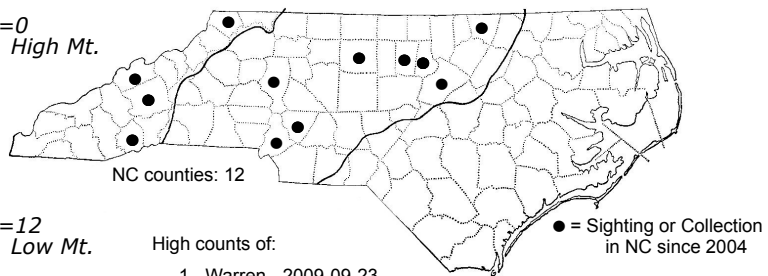 =0
High Mt.
NC counties: 12
=12
Low Mt.
High counts of:
● = Sighting or Collection
in NC since 2004
1 - Warren - 2009-09-23